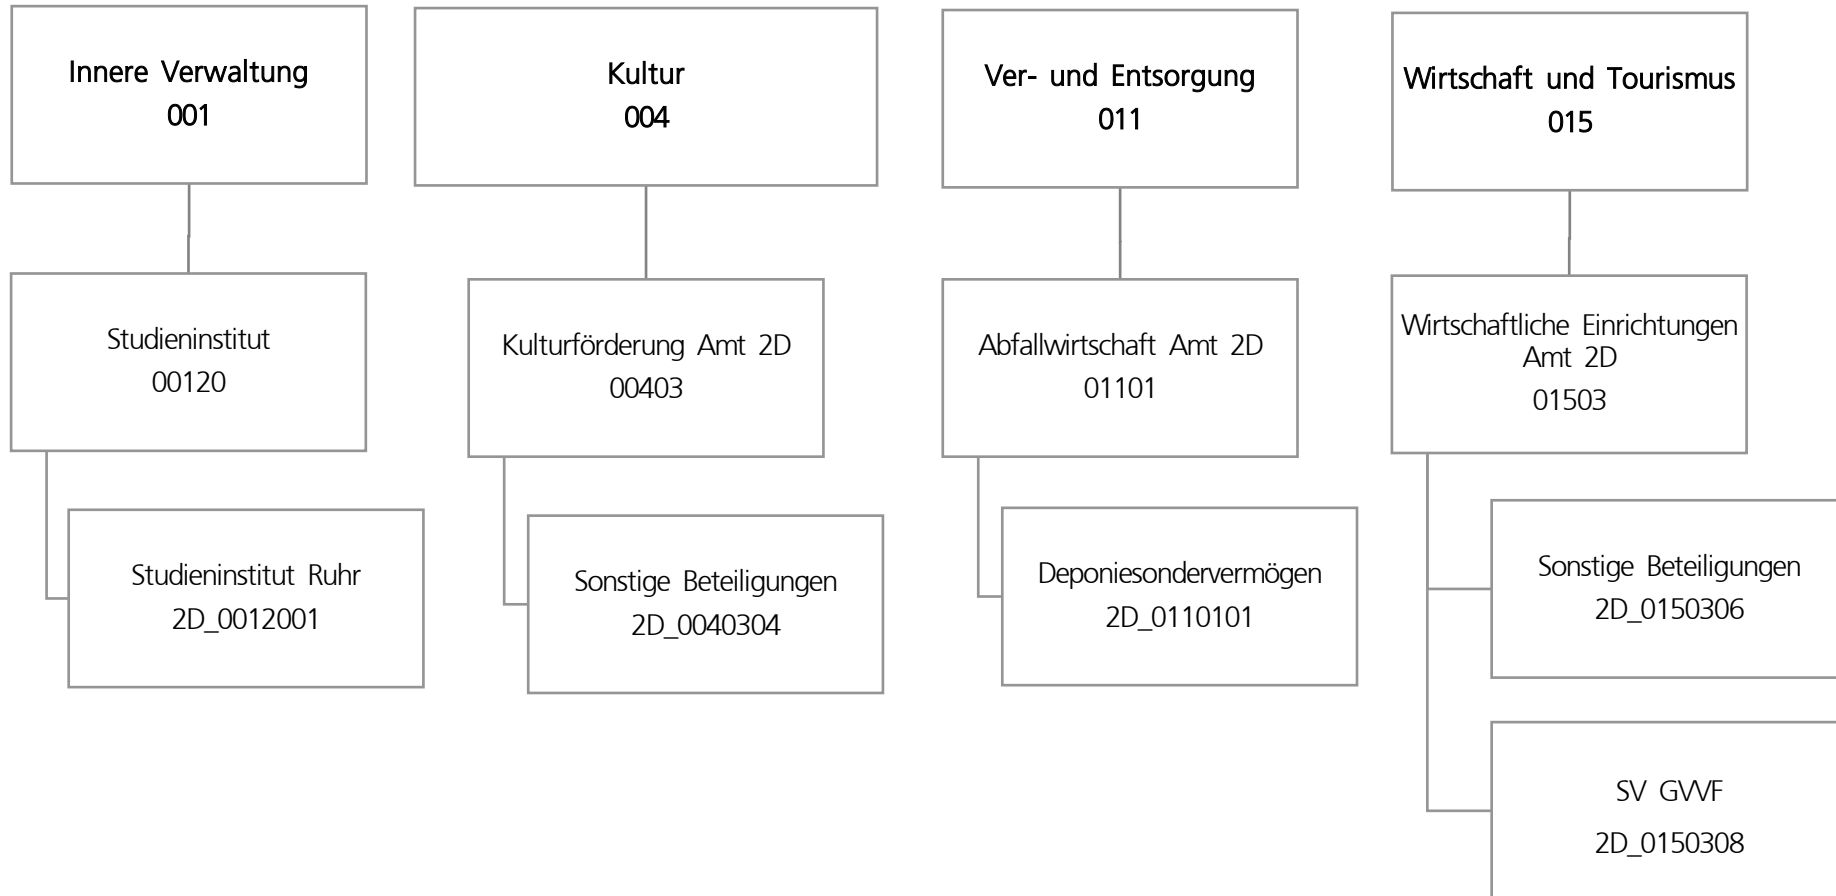 Innere Verwaltung
001
Kultur
004
Ver- und Entsorgung
011
Wirtschaft und Tourismus
015
Studieninstitut
00120
Kulturförderung Amt 2D
00403
Abfallwirtschaft Amt 2D
01101
Wirtschaftliche Einrichtungen
Amt 2D
01503
Studieninstitut Ruhr
2D_0012001
Sonstige Beteiligungen
2D_0040304
Deponiesondervermögen
2D_0110101
Sonstige Beteiligungen
2D_0150306
SV GVVF
2D_0150308